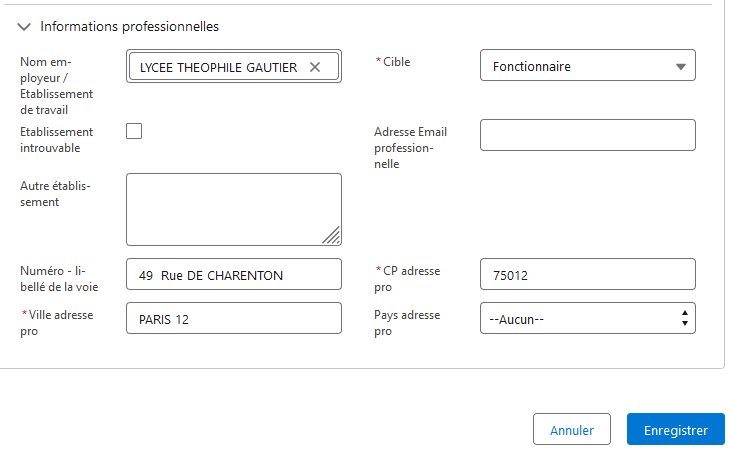 Informations professionnelles
Nom em-
ployeur /
Etablissement
de travail
LYCEE THEOPHILE GAUTIER
* Cible
Fonctionnaire
Etablissement
introuvable
Adresse Email
profession-
nelle
Autre établis-
sement
Numéro - li-
bellé de la voie
49 Rue DE CHARENTON
* CP adresse
pro
75012
* Ville adresse
pro
PARIS 12
Pays adresse
pro
--Aucun--
Annuler
Enregistrer